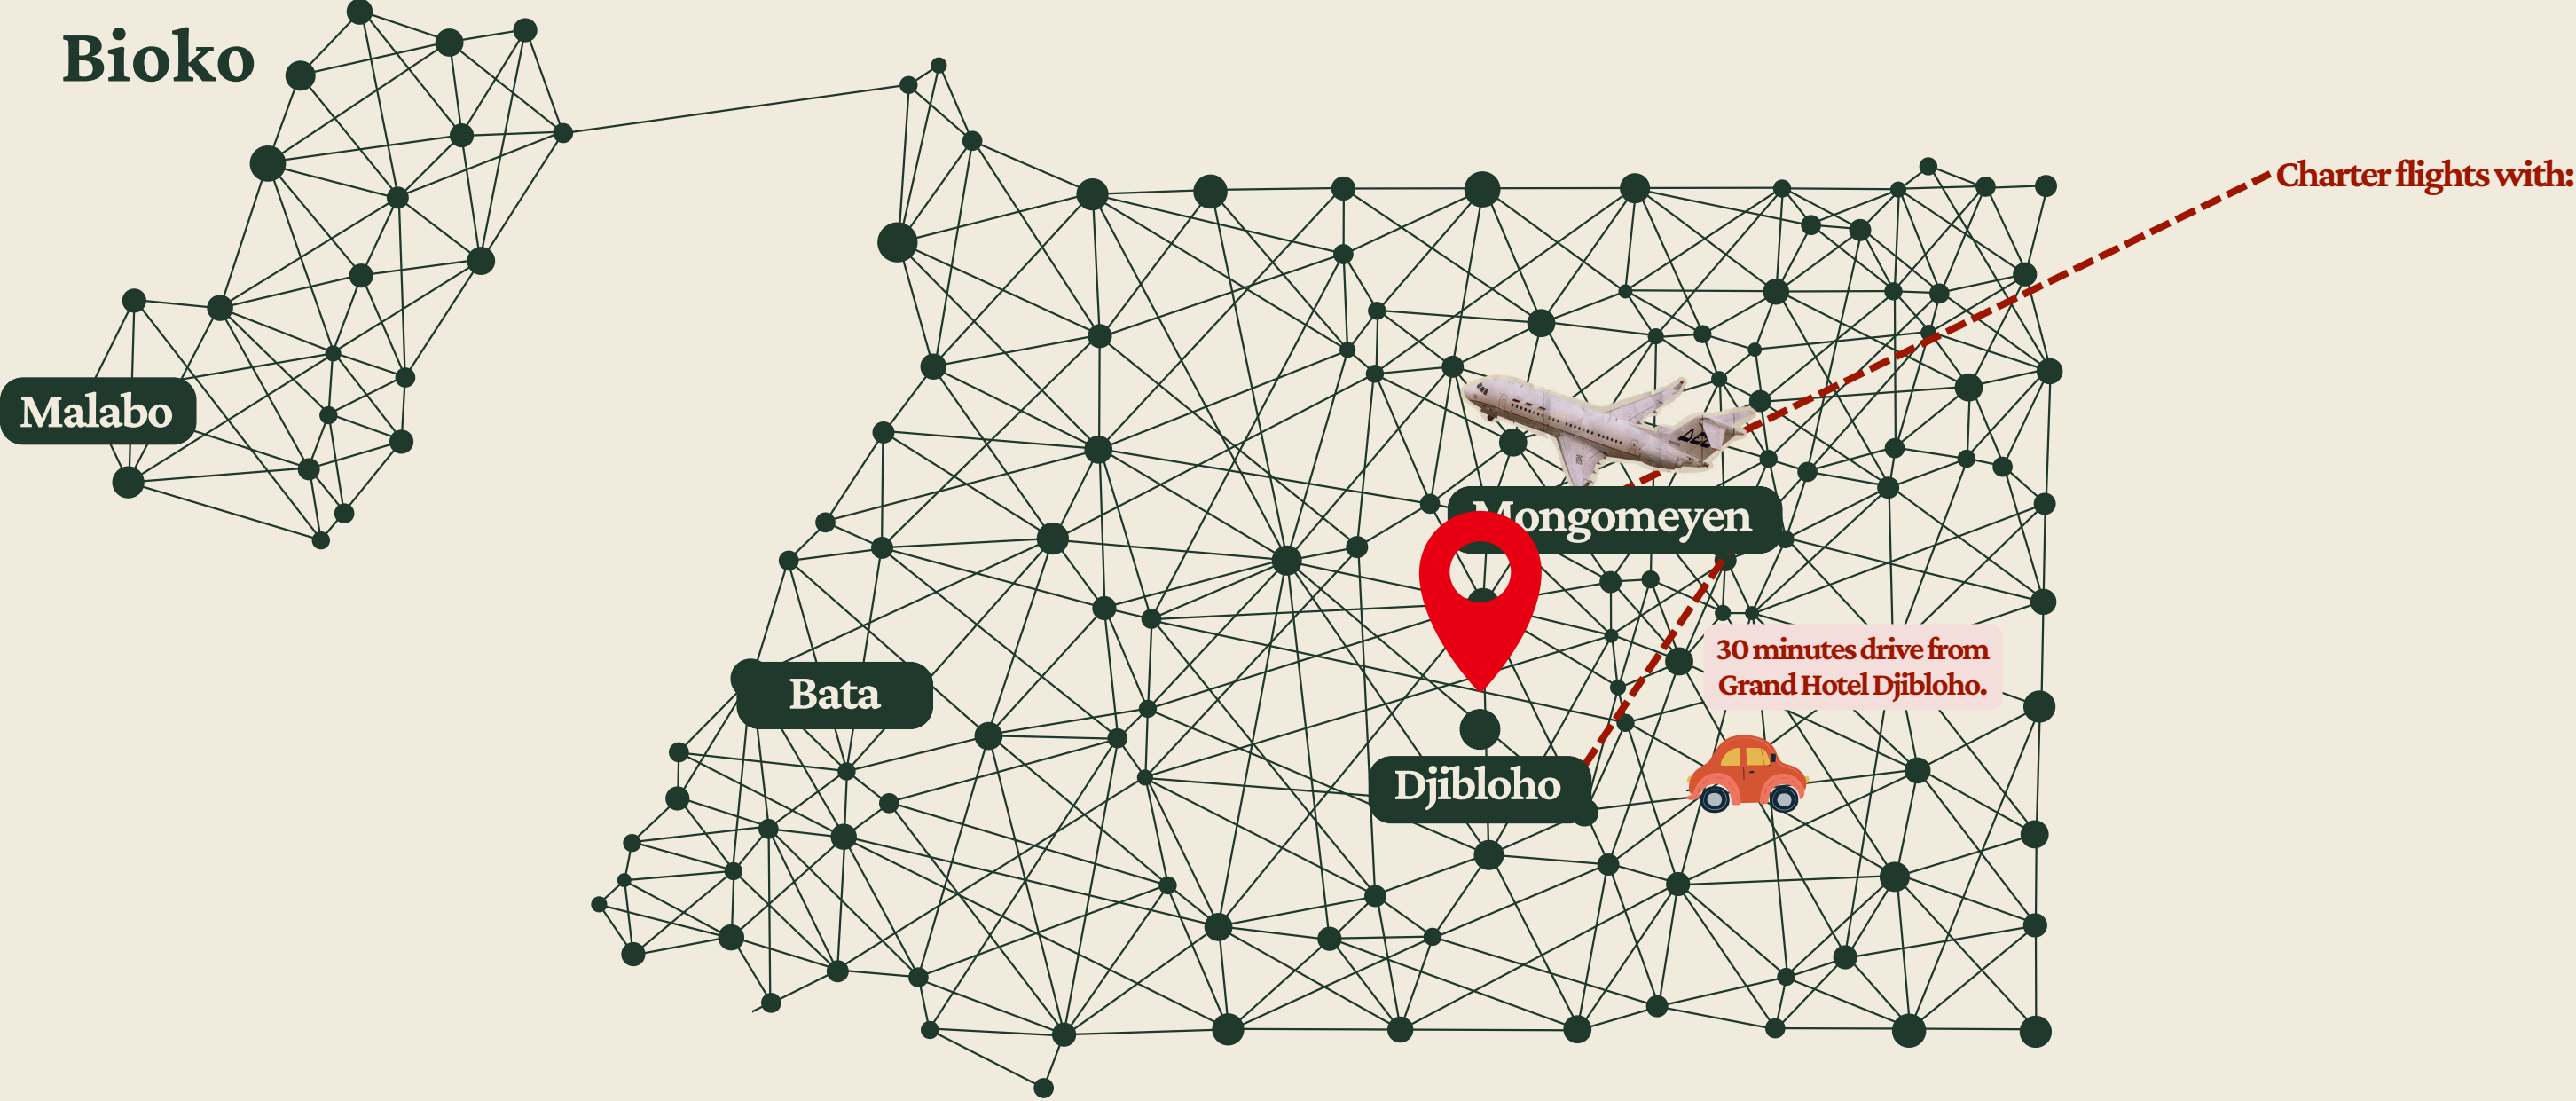 Bioko
Charter flights with:
Malabo
Mongomeyen
30 minutes drive from
Grand Hotel Djibloho.
Bata
Djibloho